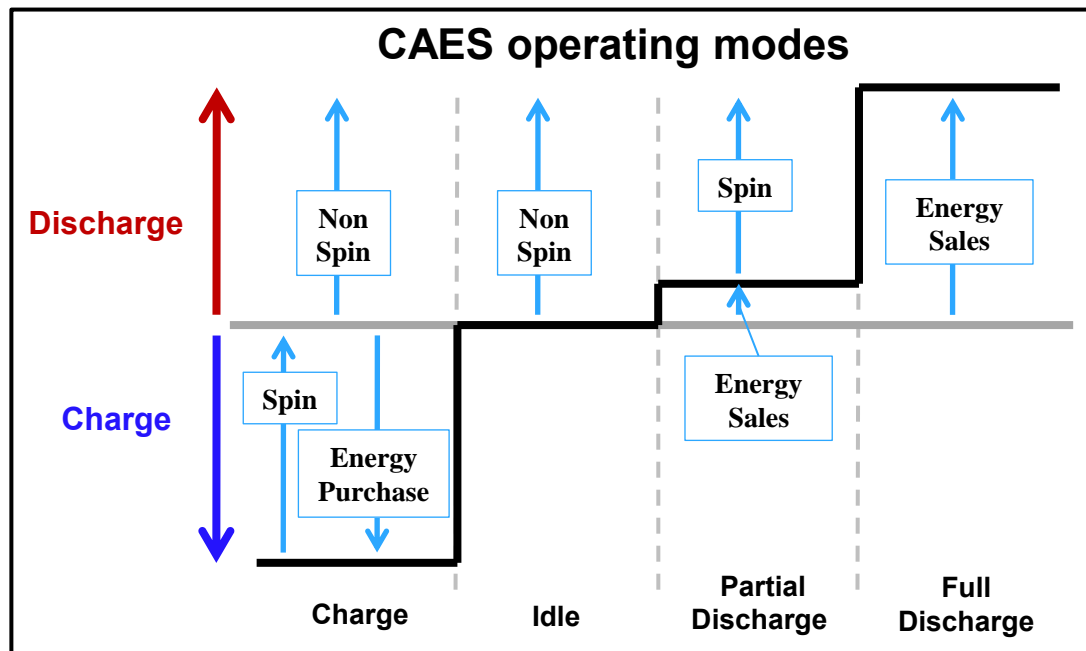 CAES operating modes
Discharge
Non
Spin
Non
Spin
Spin
Energy
Sales
Charge
Spin
Energy
Purchase
Energy
Sales
Charge
Idle
Partial
Discharge
Full
Discharge